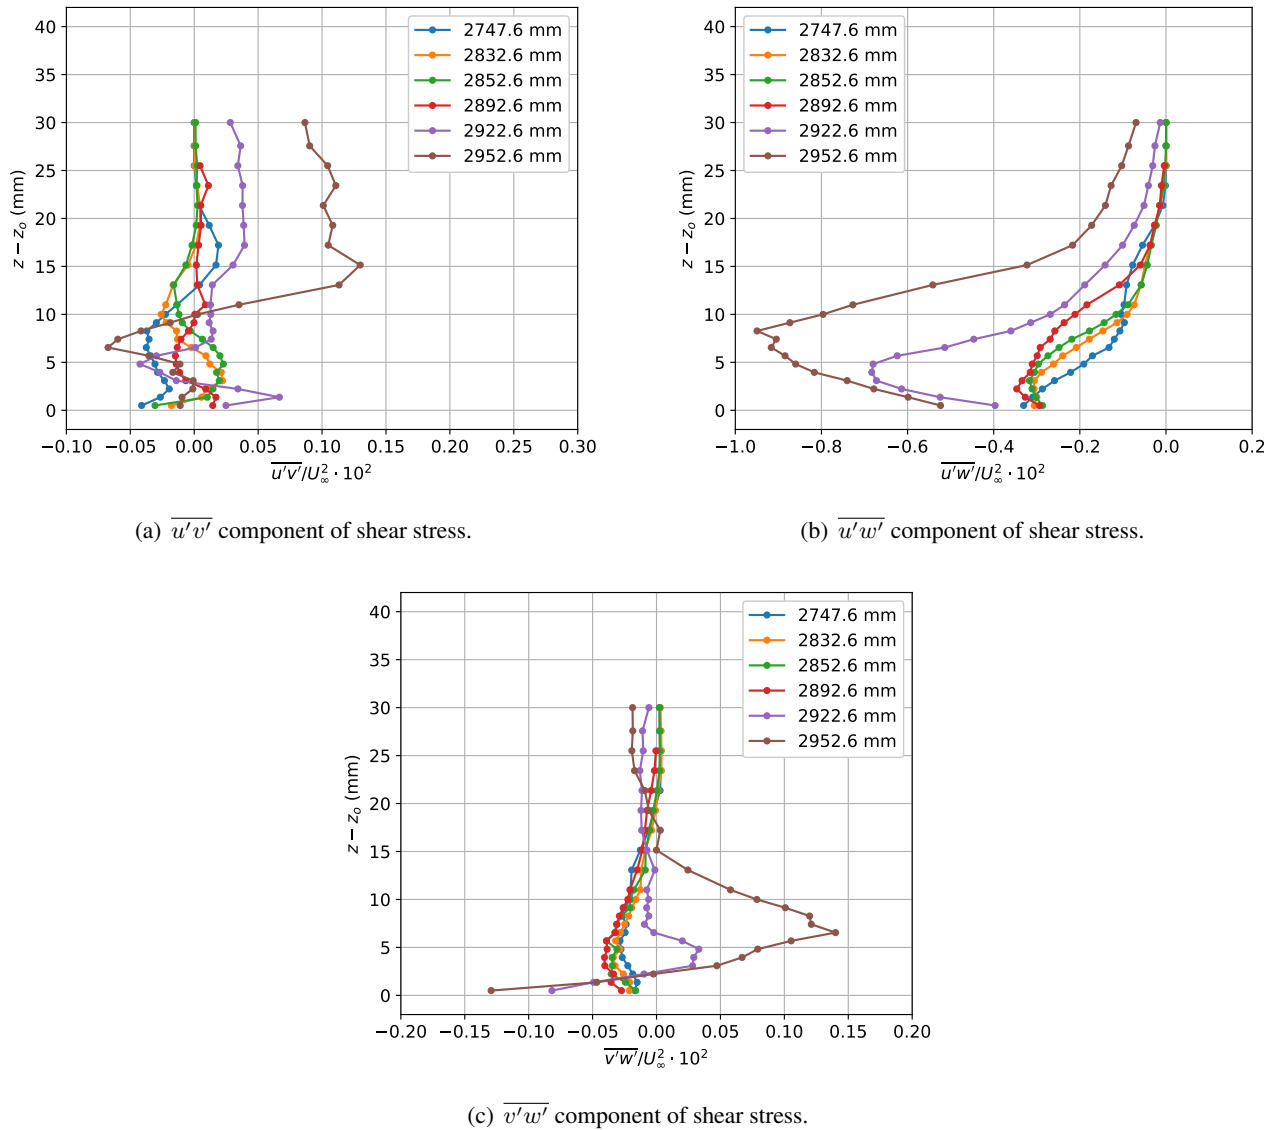 40
35
30
25
20
15
10
5
0
z − z₀ (mm)
−0.10 −0.05 0.00 0.05 0.10 0.15 0.20 0.25 0.30
u′v′/U∞² · 10²
2747.6 mm
2832.6 mm
2852.6 mm
2892.6 mm
2922.6 mm
2952.6 mm
(a) u′v′ component of shear stress.
40
35
30
25
20
15
10
5
0
z − z₀ (mm)
−1.0 −0.8 −0.6 −0.4 −0.2 0.0 0.2
u′w′/U∞² · 10²
2747.6 mm
2832.6 mm
2852.6 mm
2892.6 mm
2922.6 mm
2952.6 mm
(b) u′w′ component of shear stress.
40
35
30
25
20
15
10
5
0
z − z₀ (mm)
−0.20 −0.15 −0.10 −0.05 0.00 0.05 0.10 0.15 0.20
v′w′/U∞² · 10²
2747.6 mm
2832.6 mm
2852.6 mm
2892.6 mm
2922.6 mm
2952.6 mm
(c) v′w′ component of shear stress.